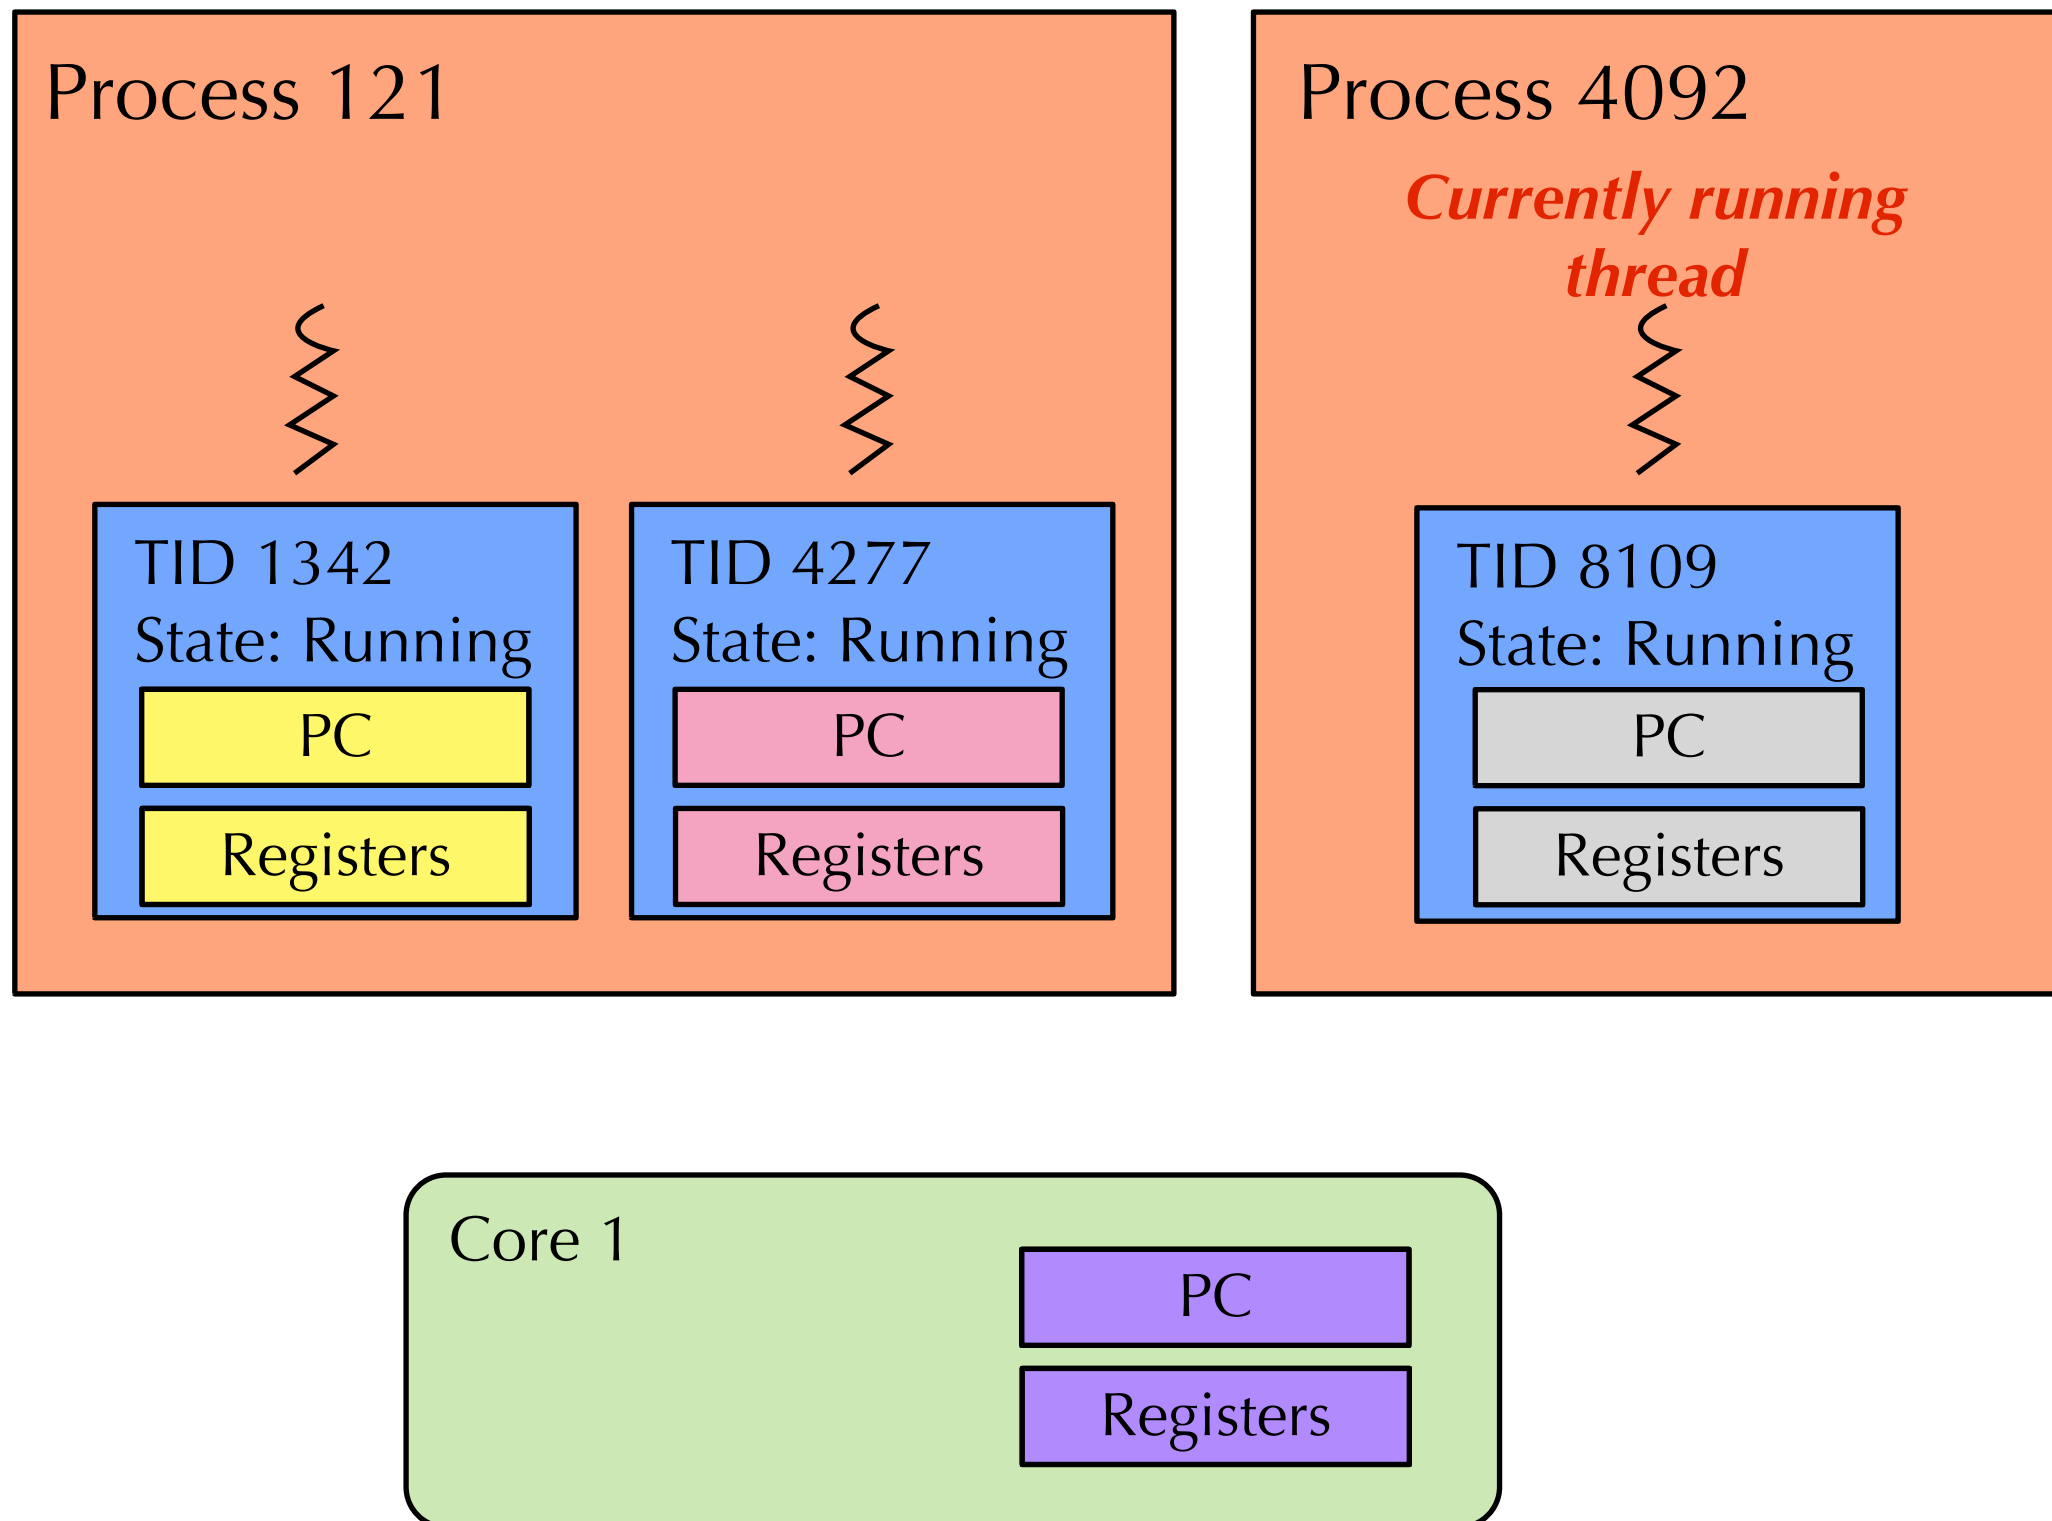 Process 121
TID 1342
State: Running
PC
Registers
TID 4277
State: Running
PC
Registers
Process 4092
Currently running
thread
TID 8109
State: Running
PC
Registers
Core 1
PC
Registers